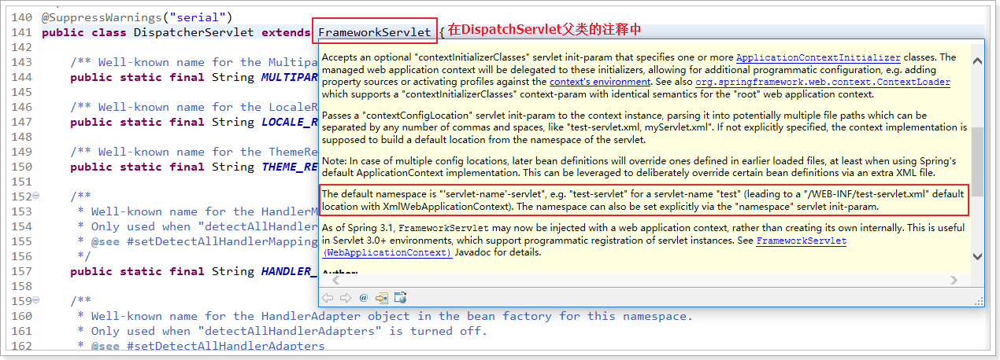 140 @SuppressWarnings("serial")
141 public class DispatcherServlet extends FrameworkServlet { 在DispatchServlet父类的注释中
142
143 /** Well-known name for the Multipa
144 public static final String MULTIPAR
145
146 /** Well-known name for the LocaleR
147 public static final String LOCALE_R
148
149 /** Well-known name for the ThemeRe
150 public static final String THEME_RE
151
152 /**
153 * Well-known name for the HandlerM
154 * Only used when "detectAllHandler
155 * @see #setDetectAllHandlerMapping
156 */
157 public static final String HANDLER_
158
159 /**
160 * Well-known name for the HandlerAdapter object in the bean factory for this namespace.
161 * Only used when "detectAllHandlerAdapters" is turned off.
162 * @see #setDetectAllHandlerAdapters
Accepts an optional "contextInitializerClasses" servlet init-param that specifies one or more ApplicationContextInitializer classes. The
managed web application context will be delegated to these initializers, allowing for additional programmatic configuration, e.g. adding
property sources or activating profiles against the context's environment. See also org.springframework.web.context.ContextLoader
which supports a "contextInitializerClasses" context-param with identical semantics for the "root" web application context.
Passes a "contextConfigLocation" servlet init-param to the context instance, parsing it into potentially multiple file paths which can be
separated by any number of commas and spaces, like "test-servlet.xml, myServlet.xml". If not explicitly specified, the context implementation is
supposed to build a default location from the namespace of the servlet.
Note: In case of multiple config locations, later bean definitions will override ones defined in earlier loaded files, at least when using Spring's
default ApplicationContext implementation. This can be leveraged to deliberately override certain bean definitions via an extra XML file.
The default namespace is "'servlet-name'-servlet", e.g. "test-servlet" for a servlet-name "test" (leading to a "/WEB-INF/test-servlet.xml" default
location with XmlWebApplicationContext). The namespace can also be set explicitly via the "namespace" servlet init-param.
As of Spring 3.1, FrameworkServlet may now be injected with a web application context, rather than creating its own internally. This is useful
in Servlet 3.0+ environments, which support programmatic registration of servlet instances. See FrameworkServlet
(WebApplicationContext) Javadoc for details.
Author: